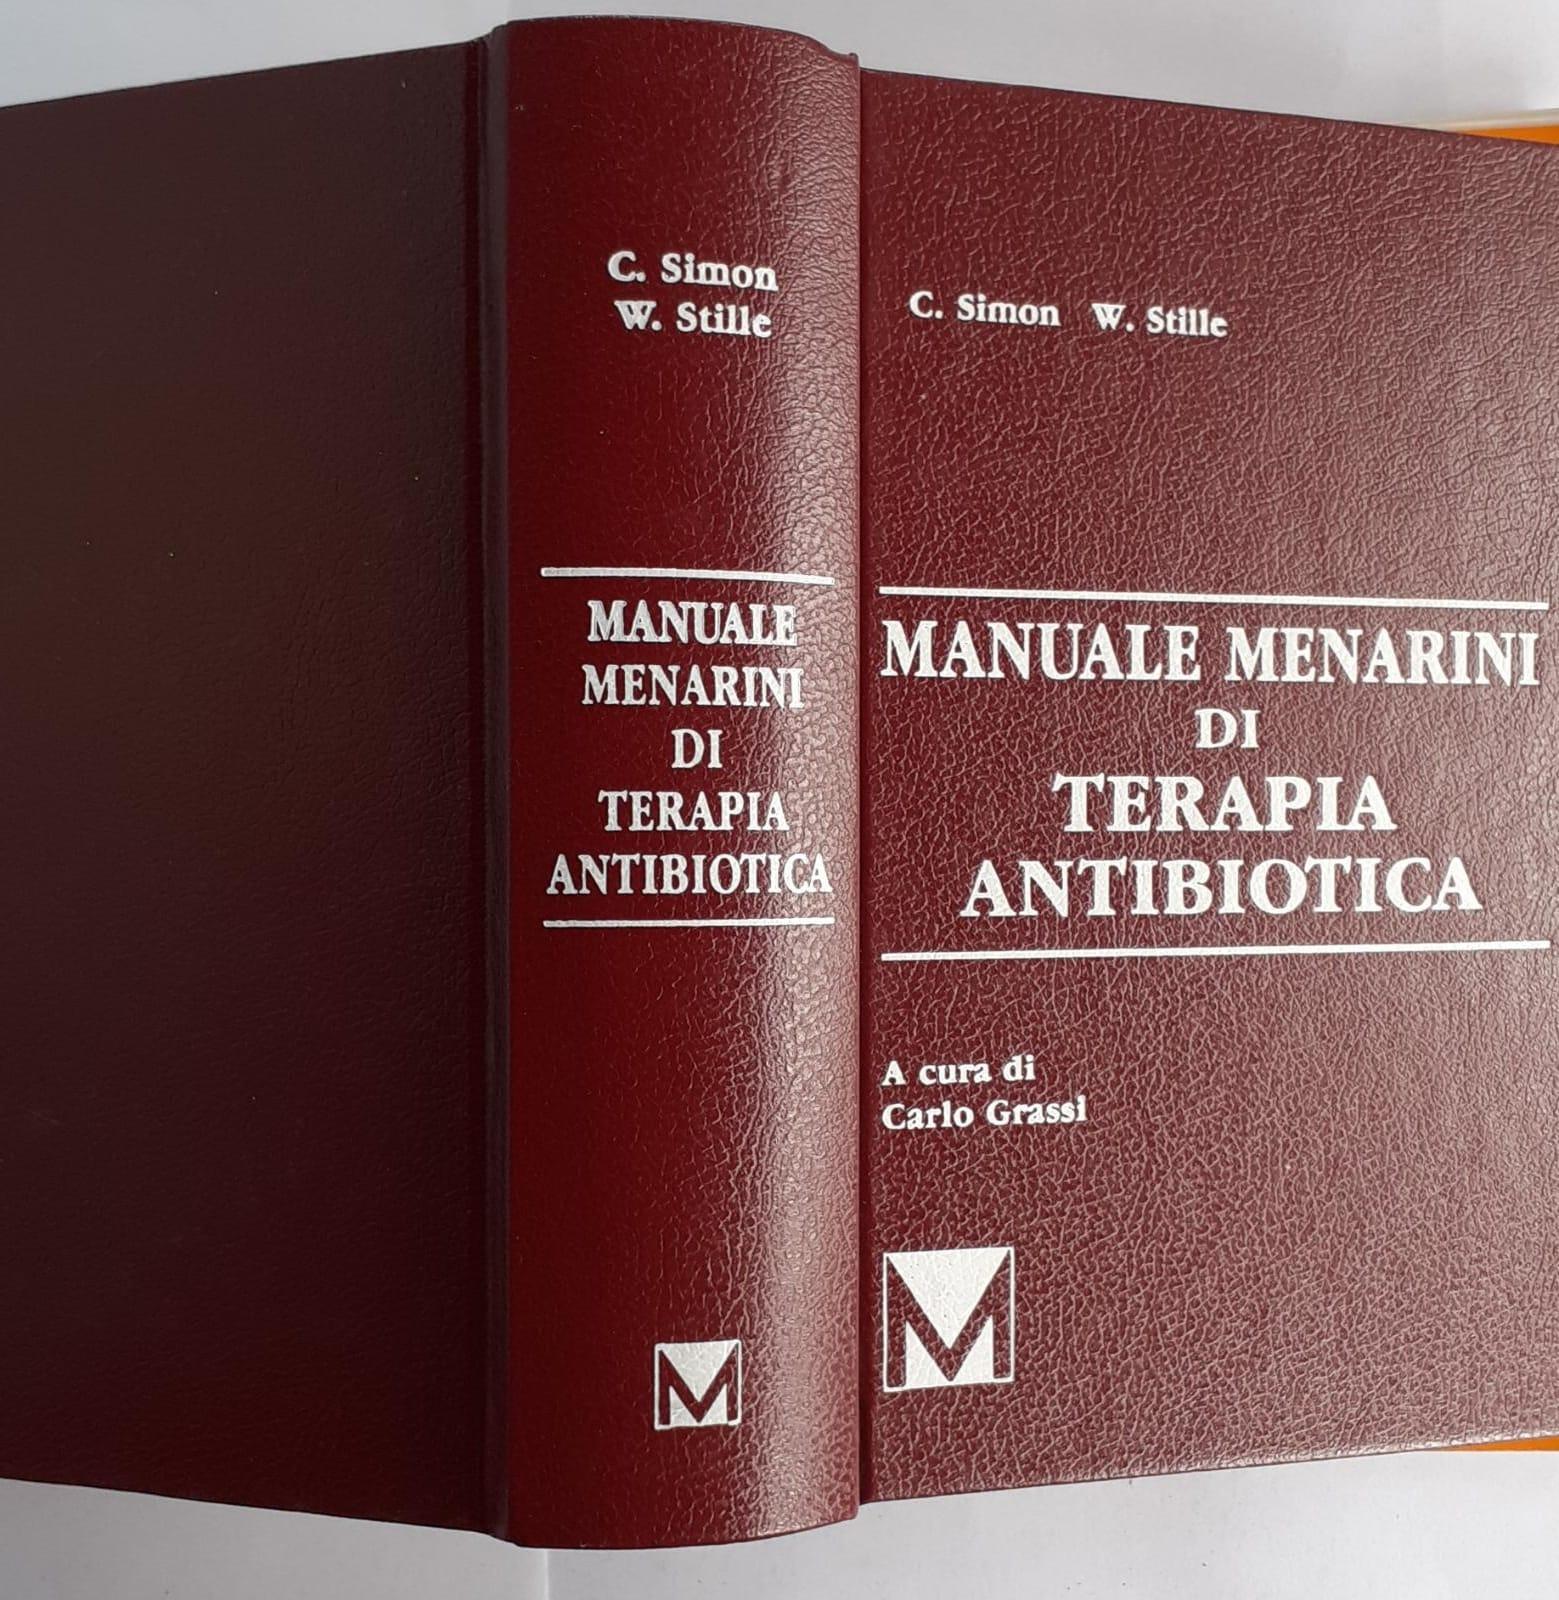 C. Simon
W. Stille
MANUALE
MENARINI
DI
TERAPIA
ANTIBIOTICA
M
C. Simon W. Stille
MANUALE MENARINI
DI
TERAPIA
ANTIBIOTICA
A cura di
Carlo Grassi
M